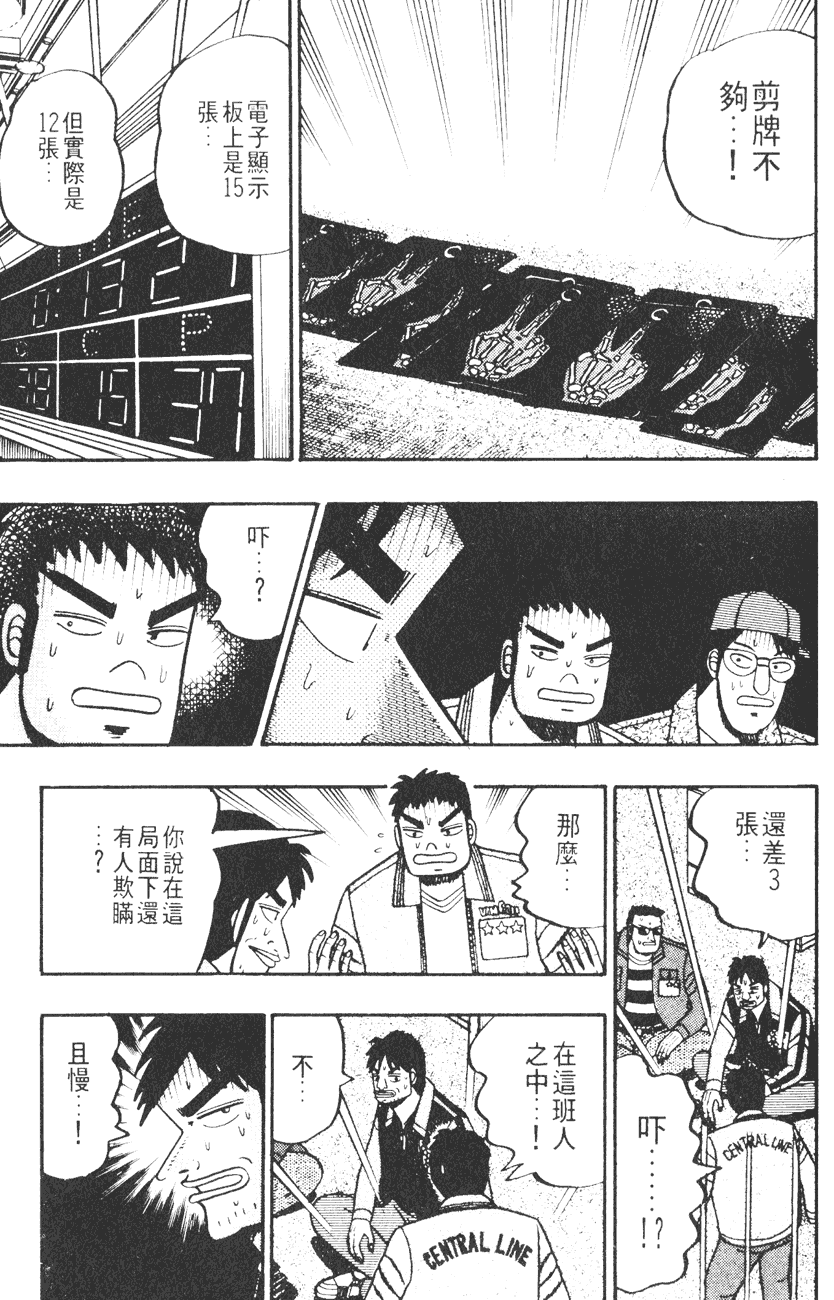 剪牌不
夠…！
電子顯示
板上是15
張…
但實際是
12張…
G
C
P
15
37
吓…？
還差3
張…
吓……!?
那麼…
你說在這
局面下還
有人欺瞞
…？
CENTRAL LINE
在這班人
之中…！
不…
CENTRAL LINE
且慢…！